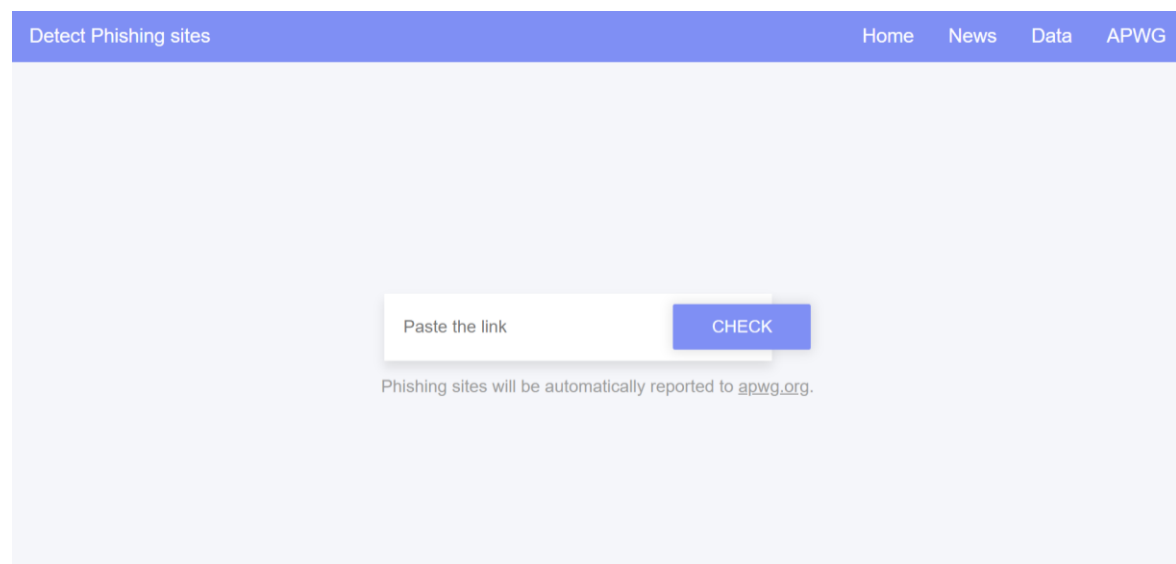 Detect Phishing sites Home News Data APWG
Paste the link CHECK
Phishing sites will be automatically reported to apwg.org.